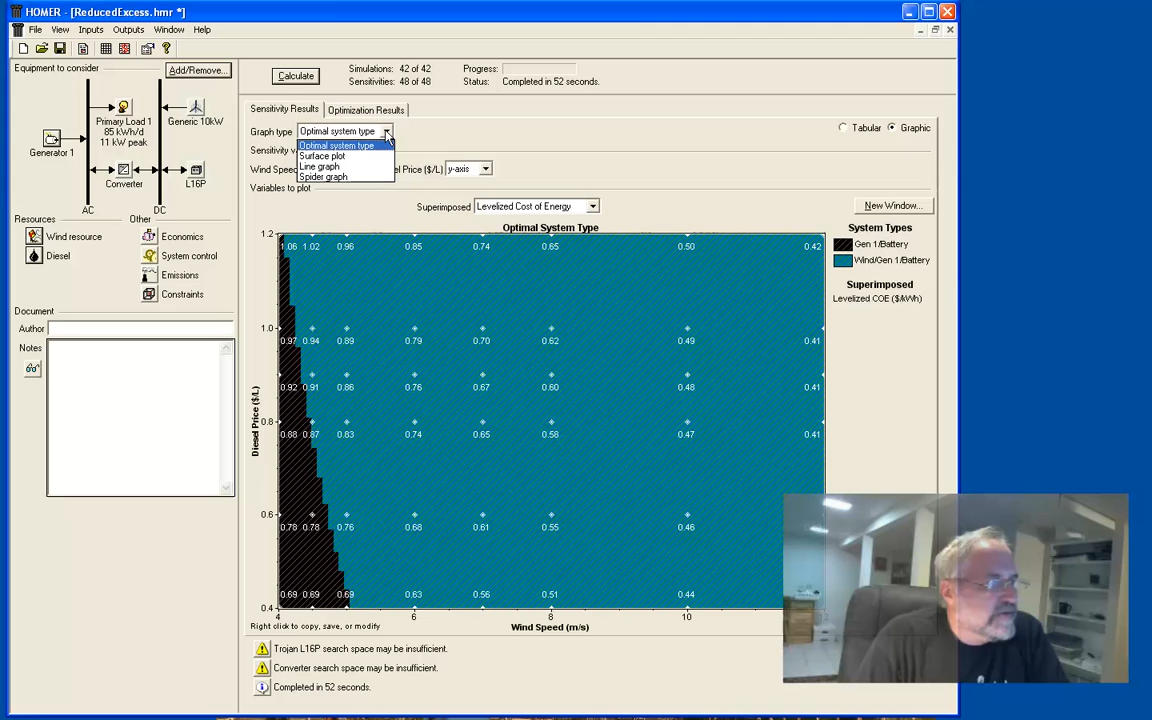 HOMER - [ReducedExcess.hmr *]
File View Inputs Outputs Window Help
Equipment to consider
Add/Remove...
Primary Load 1
85 kWh/d
11 kW peak
Generic 10kW
Generator 1
Converter
L16P
AC
DC
Resources
Other
Wind resource
Economics
Diesel
System control
Emissions
Constraints
Document
Author
Notes
Calculate
Simulations: 42 of 42
Sensitivities: 48 of 48
Progress:
Status: Completed in 52 seconds.
Sensitivity Results
Optimization Results
Graph type
Optimal system type
Tabular
Graphic
Optimal system type
Surface plot
Line graph
Spider graph
Sensitivity v
Wind Speed
el Price ($/L)
y-axis
Variables to plot
Superimposed
Levelized Cost of Energy
New Window...
Optimal System Type
1.2
1.06 1.02 0.96 0.85 0.74 0.65 0.50 0.42
1.0
0.97 0.94 0.89 0.79 0.70 0.62 0.49 0.41
0.92 0.91 0.86 0.76 0.67 0.60 0.48 0.41
0.8
0.88 0.87 0.83 0.74 0.65 0.58 0.47 0.41
0.6
0.78 0.78 0.76 0.68 0.61 0.55 0.46
0.69 0.69 0.69 0.63 0.56 0.51 0.44
0.4
Diesel Price ($/L)
4 6 8 10
Wind Speed (m/s)
Right click to copy, save, or modify
System Types
Gen 1/Battery
Wind/Gen 1/Battery
Superimposed
Levelized COE ($/kWh)
Trojan L16P search space may be insufficient.
Converter search space may be insufficient.
Completed in 52 seconds.